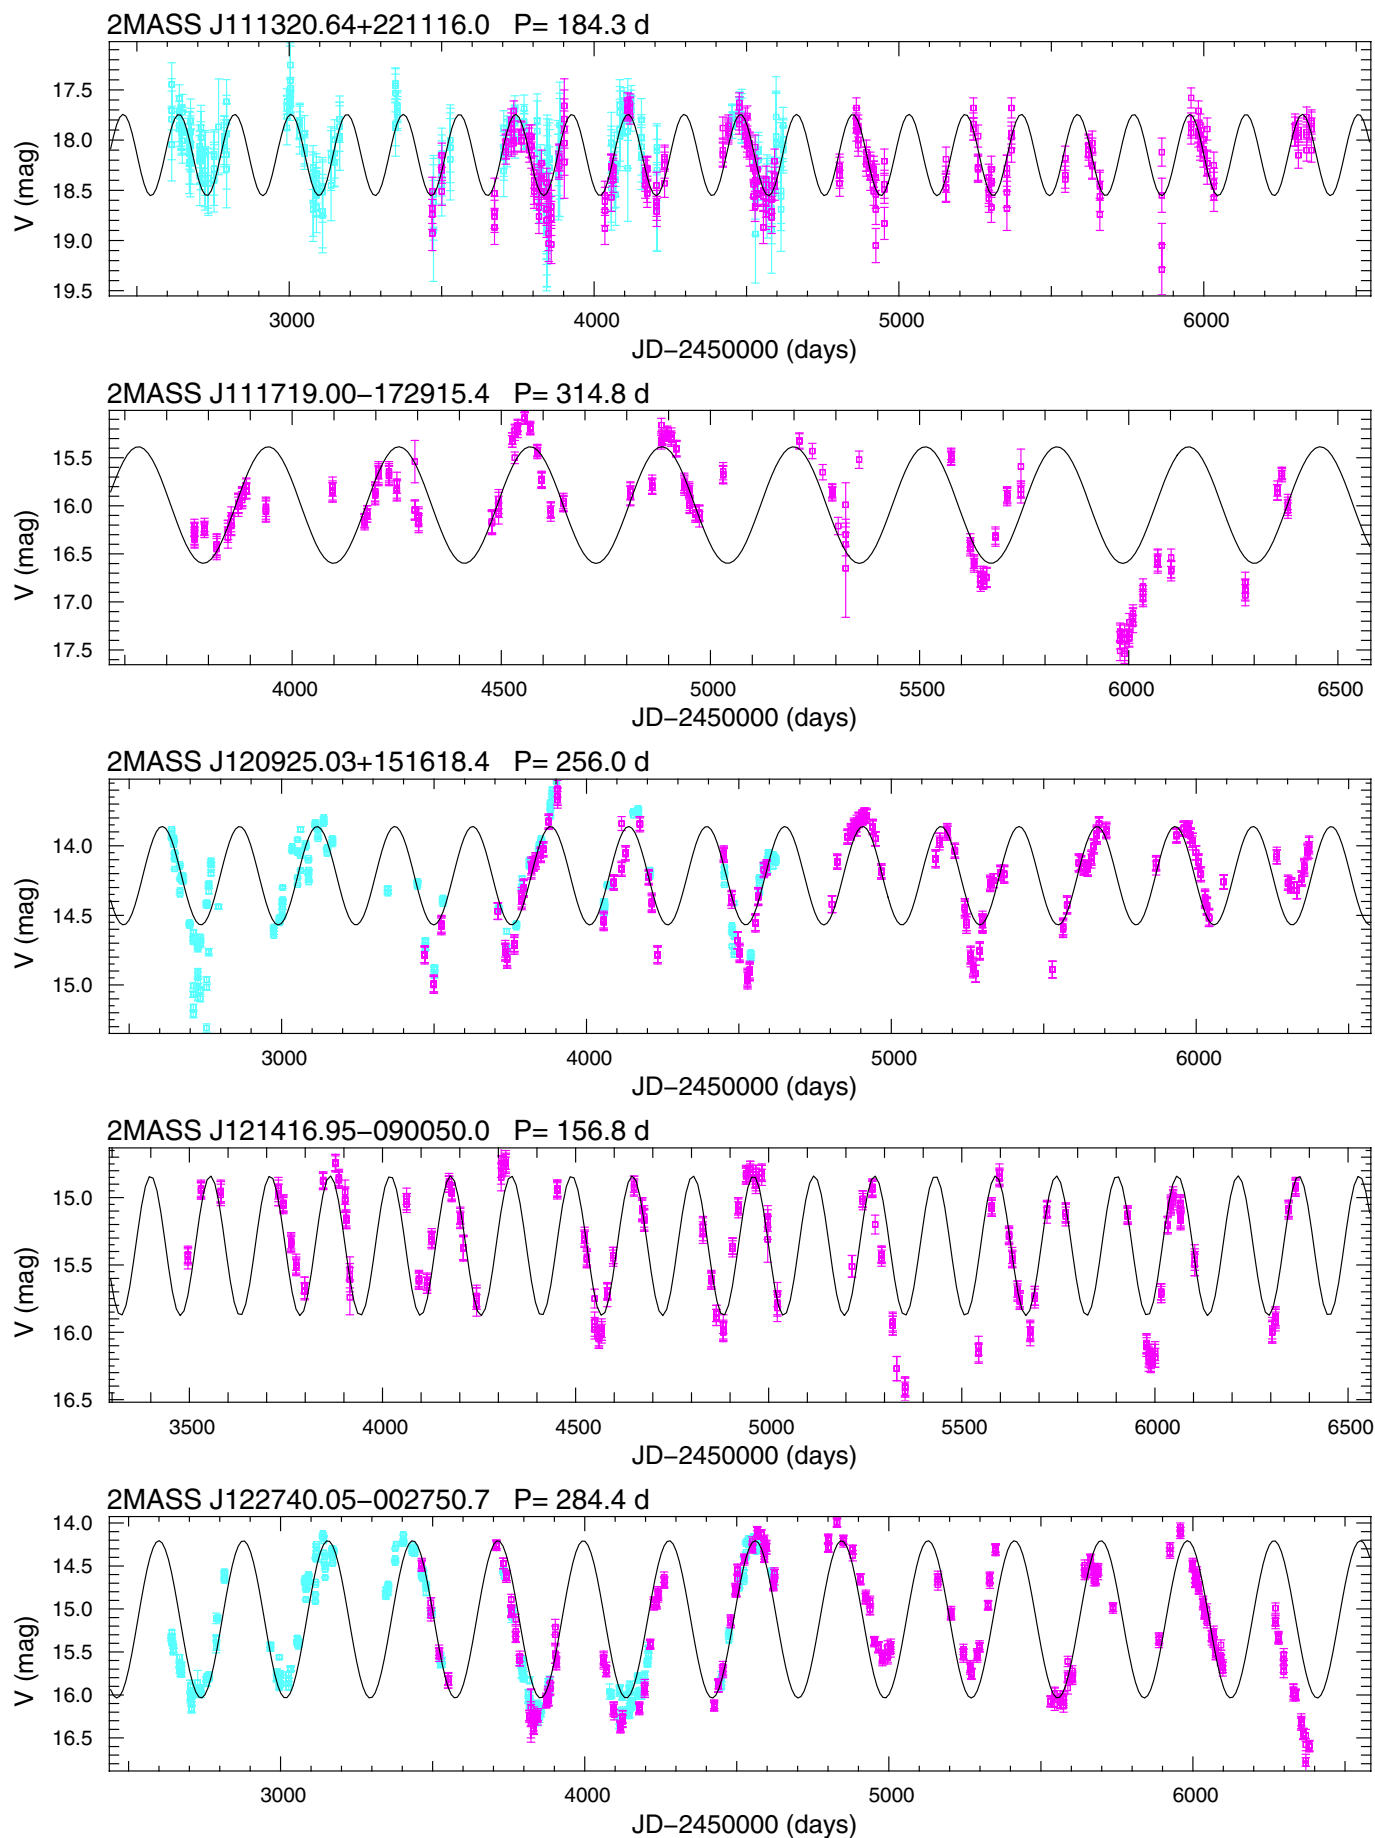 2MASS J111320.64+221116.0 P= 184.3 d
17.5
18.0
18.5
19.0
19.5
V (mag)
3000 4000 5000 6000
JD−2450000 (days)
2MASS J111719.00−172915.4 P= 314.8 d
15.5
16.0
16.5
17.0
17.5
V (mag)
4000 4500 5000 5500 6000 6500
JD−2450000 (days)
2MASS J120925.03+151618.4 P= 256.0 d
14.0
14.5
15.0
V (mag)
3000 4000 5000 6000
JD−2450000 (days)
2MASS J121416.95−090050.0 P= 156.8 d
15.0
15.5
16.0
16.5
V (mag)
3500 4000 4500 5000 5500 6000 6500
JD−2450000 (days)
2MASS J122740.05−002750.7 P= 284.4 d
14.0
14.5
15.0
15.5
16.0
16.5
V (mag)
3000 4000 5000 6000
JD−2450000 (days)